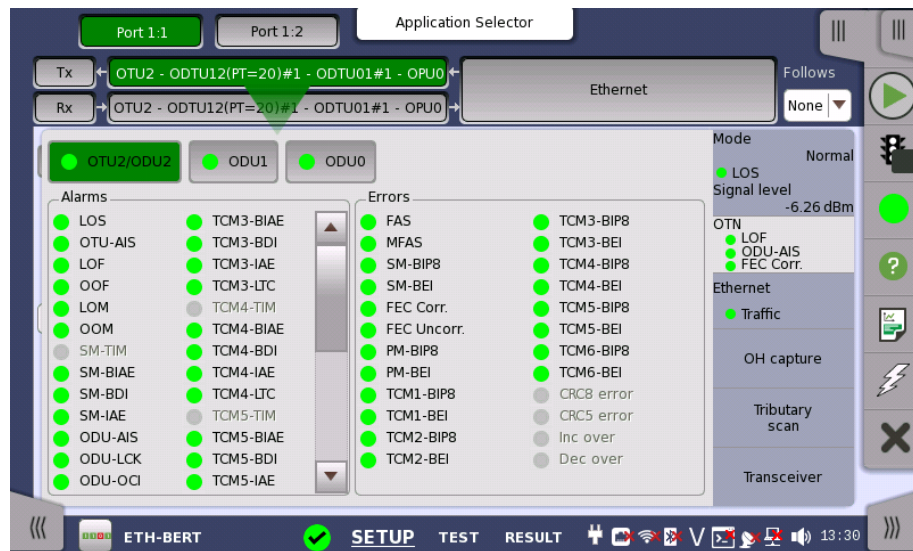 Port 1:1
Port 1:2
Application Selector
Tx
OTU2 - ODTU12(PT=20)#1 - ODTU01#1 - OPU0
Ethernet
Follows
Rx
OTU2 - ODTU12(PT=20)#1 - ODTU01#1 - OPU0
None
OTU2/ODU2
ODU1
ODU0
Alarms
LOS
OTU-AIS
LOF
OOF
LOM
OOM
SM-TIM
SM-BIAE
SM-BDI
SM-IAE
ODU-AIS
ODU-LCK
ODU-OCI
TCM3-BIAE
TCM3-BDI
TCM3-IAE
TCM3-LTC
TCM4-TIM
TCM4-BIAE
TCM4-BDI
TCM4-IAE
TCM4-LTC
TCM5-TIM
TCM5-BIAE
TCM5-BDI
TCM5-IAE
Errors
FAS
MFAS
SM-BIP8
SM-BEI
FEC Corr.
FEC Uncorr.
PM-BIP8
PM-BEI
TCM1-BIP8
TCM1-BEI
TCM2-BIP8
TCM2-BEI
TCM3-BIP8
TCM3-BEI
TCM4-BIP8
TCM4-BEI
TCM5-BIP8
TCM5-BEI
TCM6-BIP8
TCM6-BEI
CRC8 error
CRC5 error
Inc over
Dec over
Mode
Normal
LOS
Signal level
-6.26 dBm
OTN
LOF
ODU-AIS
FEC Corr.
Ethernet
Traffic
OH capture
Tributary
scan
Transceiver
ETH-BERT
SETUP
TEST
RESULT
V
13:30